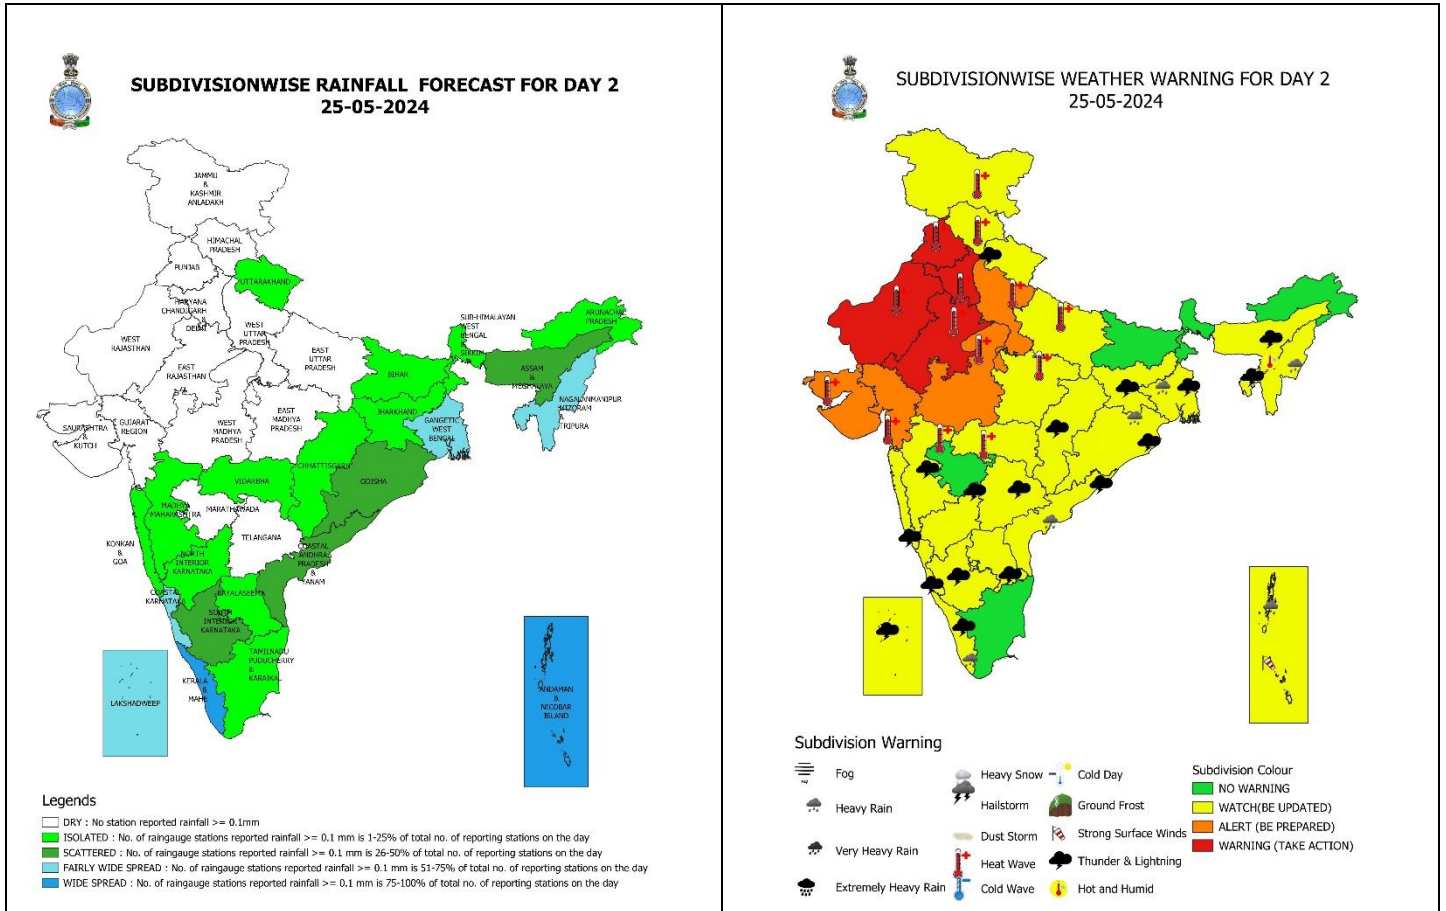 SUBDIVISIONWISE RAINFALL FORECAST FOR DAY 2
25-05-2024
JAMMU
&
KASHMIR
ANLADAKH
HIMACHAL
PRADESH
PUNJAB
UTTARAKHAND
HARYANA
CHANDIGARH &
DELHI
WEST
UTTAR
PRADESH
WEST
RAJASTHAN
EAST
UTTAR
PRADESH
EAST
RAJASTHAN
SUB-HIMALAYAN
WEST
BENGAL
&
SIKKIM
ARUNACHAL
PRADESH
ASSAM
&
MEGHALAYA
NAGALANMANIPUR
MIZORAM
&
TRIPURA
BIHAR
JHARKHAND
GANGETIC
WEST
BENGAL
SAURASHTRA
&
KUTCH
GUJARAT
REGION
WEST
MADHYA
PRADESH
EAST
MADHYA
PRADESH
CHHATTISGARH
ODISHA
VIDARBHA
MADHYA
MAHARASHTRA
MARATHAWADA
TELANGANA
KONKAN
&
GOA
NORTH
INTERIOR
KARNATAKA
COASTAL
ANDHRA
PRADESH
&
YANAM
COASTAL
KARNATAKA
RAYALASEEMA
SOUTH
INTERIOR
KARNATAKA
TAMILNADU
PUDUCHERRY
&
KARAIKAL
KERALA
&
MAHE
LAKSHADWEEP
ANDAMAN
&
NICOBAR
ISLAND
Legends
DRY : No station reported rainfall >= 0.1mm
ISOLATED : No. of raingauge stations reported rainfall >= 0.1 mm is 1-25% of total no. of reporting stations on the day
SCATTERED : No. of raingauge stations reported rainfall >= 0.1 mm is 26-50% of total no. of reporting stations on the day
FAIRLY WIDE SPREAD : No. of raingauge stations reported rainfall >= 0.1 mm is 51-75% of total no. of reporting stations on the day
WIDE SPREAD : No. of raingauge stations reported rainfall >= 0.1 mm is 75-100% of total no. of reporting stations on the day
SUBDIVISIONWISE WEATHER WARNING FOR DAY 2
25-05-2024
Subdivision Warning
Fog
Heavy Rain
Very Heavy Rain
Extremely Heavy Rain
Heavy Snow
Hailstorm
Dust Storm
Heat Wave
Cold Wave
Cold Day
Ground Frost
Strong Surface Winds
Thunder & Lightning
Hot and Humid
Subdivision Colour
NO WARNING
WATCH(BE UPDATED)
ALERT (BE PREPARED)
WARNING (TAKE ACTION)